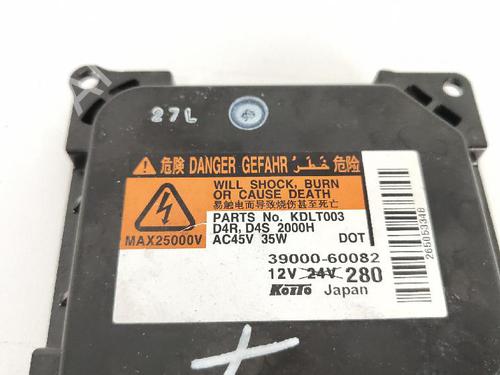 27L
危険 DANGER GEFAHR خطر 危险
WILL SHOCK, BURN
OR CAUSE DEATH
易触电而导致烧伤甚至死亡
MAX25000V
PARTS No. KDLT003
D4R, D4S 2000H
AC45V 35W DOT
39000-60082
12V 24V 280
KOITO Japan
265053348